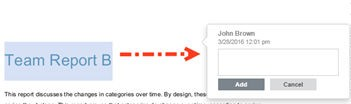 John Brown
3/28/2016 12:01 pm
Team Report B
Add Cancel
This report discusses the changes in categories over time. By design, these